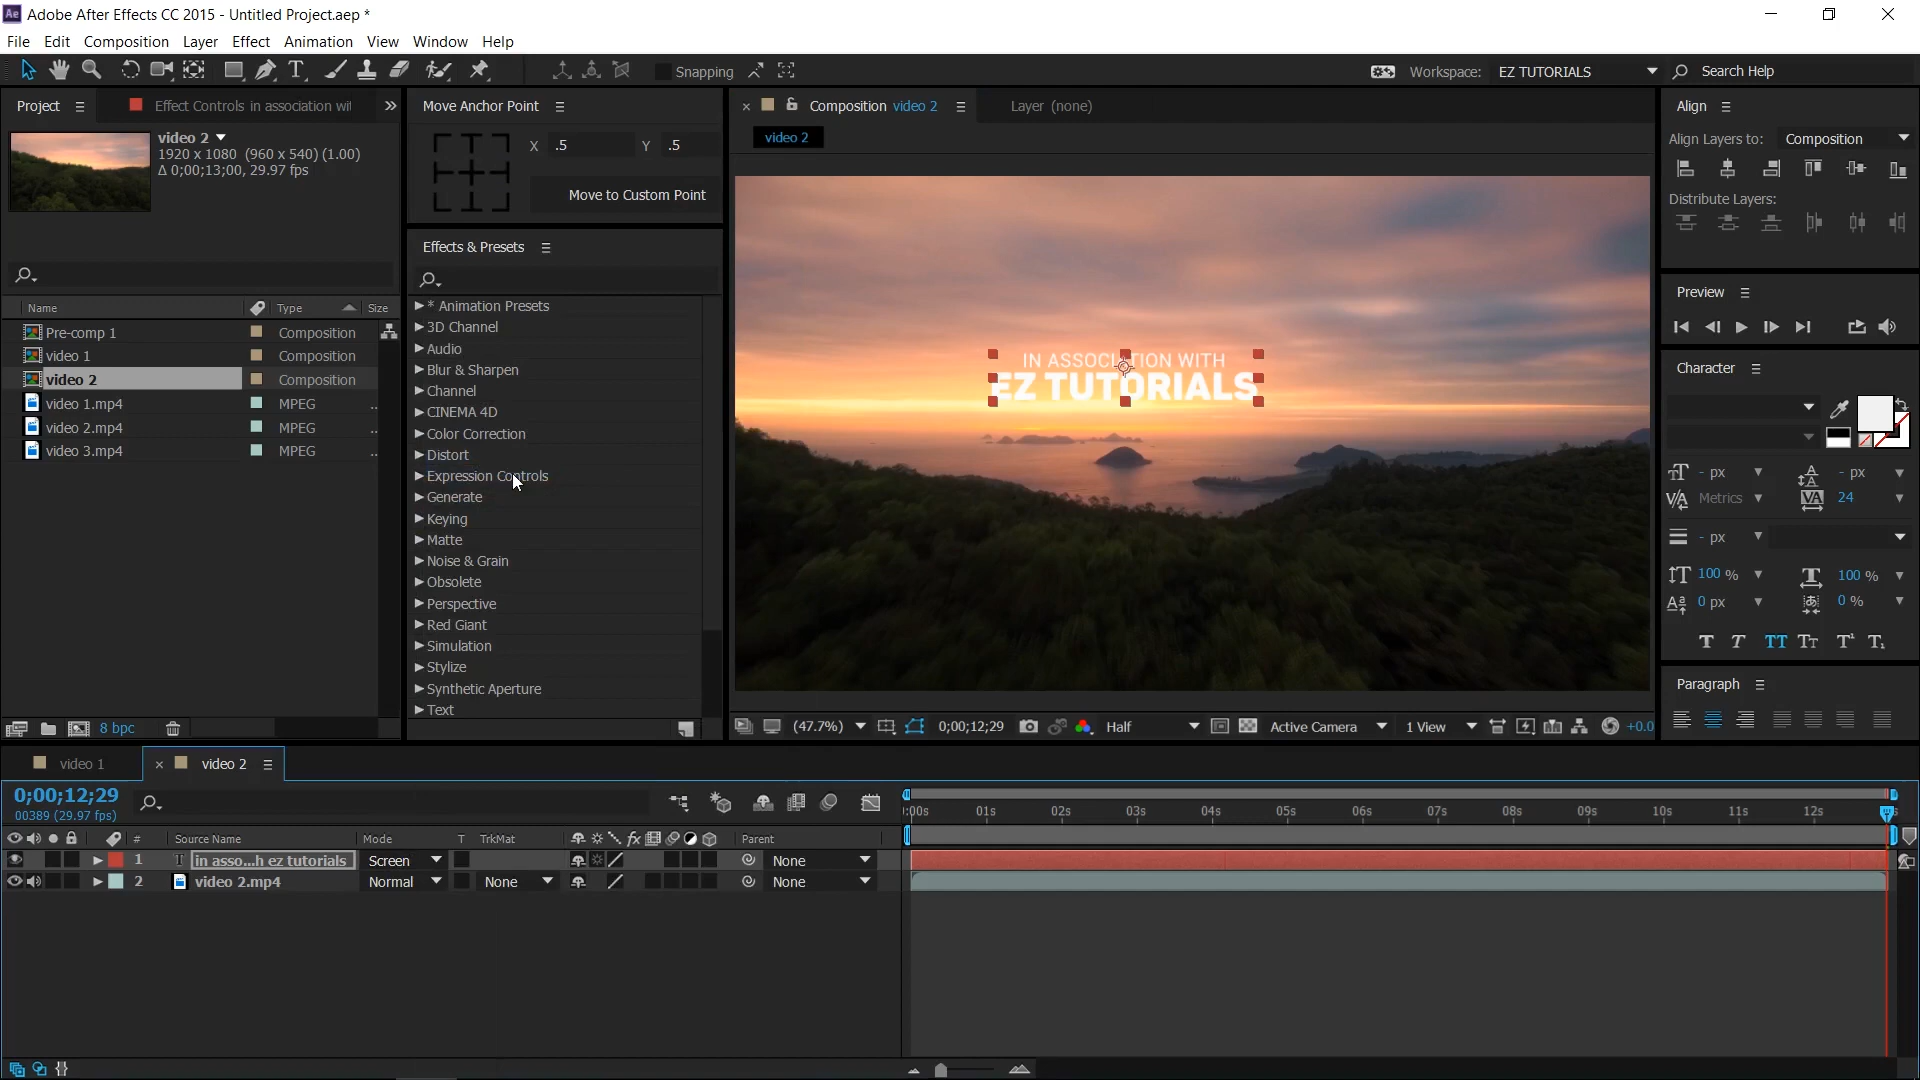 Ae Adobe After Effects CC 2015 - Untitled Project.aep *
File Edit Composition Layer Effect Animation View Window Help
Snapping
Workspace: EZ TUTORIALS
Search Help
Project
Effect Controls in association wit
video 2
1920 x 1080 (960 x 540) (1.00)
Δ 0;00;13;00, 29.97 fps
Name Type Size
Pre-comp 1 Composition
video 1 Composition
video 2 Composition
video 1.mp4 MPEG ..
video 2.mp4 MPEG ..
video 3.mp4 MPEG ..
8 bpc
Move Anchor Point
X .5 Y .5
Move to Custom Point
Effects & Presets
* Animation Presets
3D Channel
Audio
Blur & Sharpen
Channel
CINEMA 4D
Color Correction
Distort
Expression Controls
Generate
Keying
Matte
Noise & Grain
Obsolete
Perspective
Red Giant
Simulation
Stylize
Synthetic Aperture
Text
Composition video 2
Layer (none)
video 2
IN ASSOCIATION WITH
EZ TUTORIALS
(47.7%) 0;00;12;29 Half Active Camera 1 View +0.0
Align
Align Layers to: Composition
Distribute Layers:
Preview
Character
- px - px
Metrics 24
- px
100 % 100 %
0 px 0 %
T T TT Tt T¹ T₁
Paragraph
video 1 video 2
0;00;12;29
00389 (29.97 fps)
# Source Name Mode T TrkMat Parent
1 T in asso...h ez tutorials Screen None
2 video 2.mp4 Normal None None
):00s 01s 02s 03s 04s 05s 06s 07s 08s 09s 10s 11s 12s